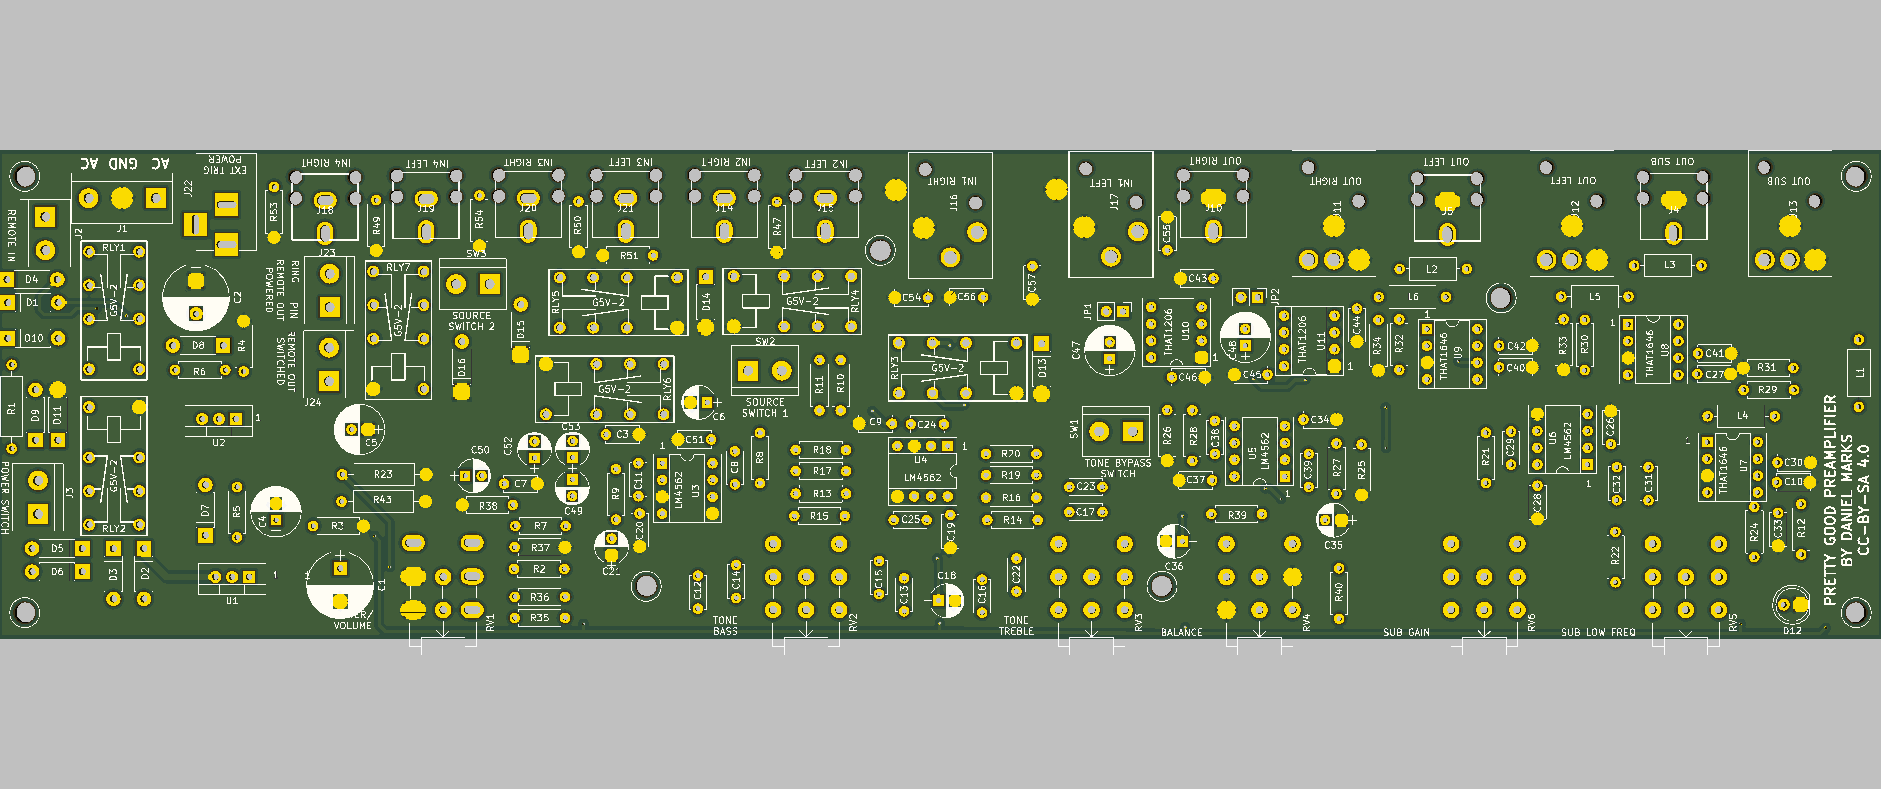 AC GND AC
J1
EXT TRIG
POWER
J22
REMOTE IN
J2
RLY1
G5V-2
D4
D1
D10
C2
D8
R6
R4
R1
D9
D11
G5V-2
RLY2
U2
1
POWER SWITCH
J3
D5
D6
D3
D2
D7
R5
C4
U1
1
R53
IN4 RIGHT
J18
R49
IN4 LEFT
J19
R54
IN3 RIGHT
J20
R50
IN3 LEFT
J21
R51
IN2 RIGHT
J14
R47
IN2 LEFT
J15
J23
RING PIN
REMOTE OUT
POWERED
REMOTE OUT
SWITCHED
J24
RLY7
G5V-2
SW3
SOURCE
SWITCH 2
D15
D16
RLY5
G5V-2
D14
G5V-2
RLY4
G5V-2
RLY6
SW2
SOURCE
SWITCH 1
R11
R10
C6
C5
C50
C52
C53
C3
C51
C7
C49
R23
R43
R38
R3
C1
VOLUME
RV1
R7
R37
R2
R36
R35
R9
C11
LM4562
U3
C20
C21
C8
R8
R18
R17
R13
R15
C12
C14
TONE
BASS
RV2
IN1 RIGHT
J16
C54
C56
C57
RLY3
G5V-2
D13
C9
C24
U4
1
LM4562
C25
C19
R20
R19
R16
R14
C15
C13
C18
C16
C22
TONE
TREBLE
RV3
IN1 LEFT
J17
C55
OUT RIGHT
J10
C43
JP1
C47
THAT1206
U10
1
C46
JP2
C48
C45
THAT1206
U11
1
C44
SW1
TONE BYPASS
SWTCH
C23
C17
R26
R28
C38
C37
U5
LM4562
1
C39
C34
R27
R25
R39
C35
C36
R40
BALANCE
RV4
OUT RIGHT
J11
OUT LEFT
J5
L2
L6
R34
R32
1
THAT1646
U9
C42
C40
OUT LEFT
J12
L3
L5
R33
R30
1
THAT1646
U8
C41
C27
OUT SUB
J4
OUT SUB
J13
R31
R29
L1
L4
R21
C29
U6
LM4562
1
C26
C28
C32
C31
R22
1
THAT1646
U7
C30
C10
R24
C33
R12
D12
SUB GAIN
RV6
SUB LOW FREQ
RV5
PRETTY GOOD PREAMPLIFIER
BY DANIEL MARKS
CC-BY-SA 4.0